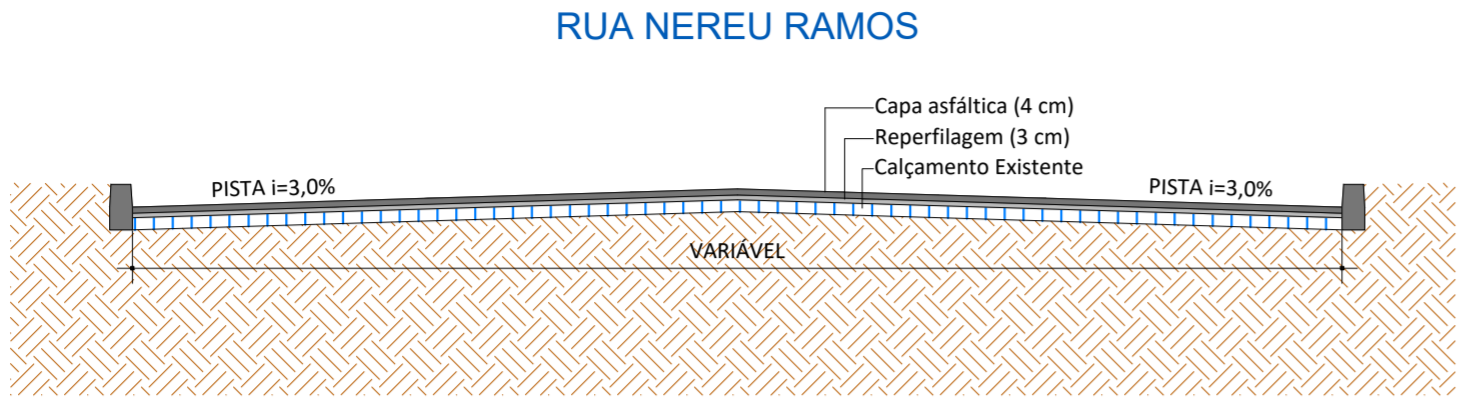 RUA NEREU RAMOS
Capa asfáltica (4 cm)
Reperfilagem (3 cm)
Calçamento Existente
PISTA i=3,0%
PISTA i=3,0%
VARIÁVEL